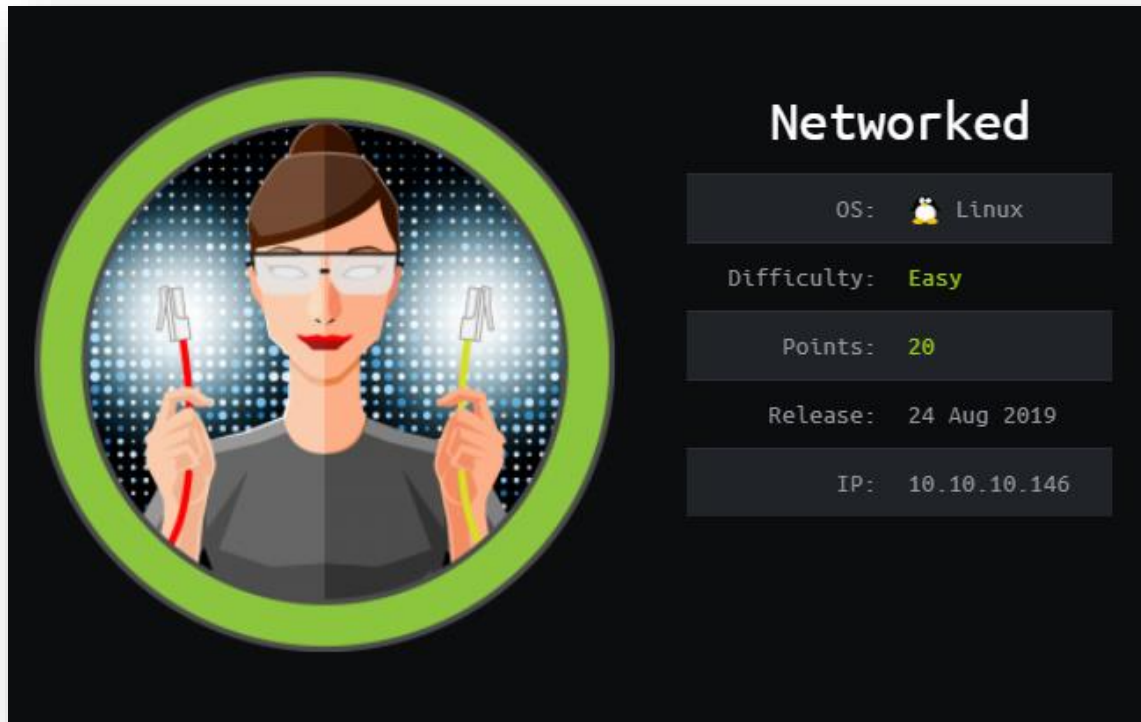 Networked
OS: Linux
Difficulty: Easy
Points: 20
Release: 24 Aug 2019
IP: 10.10.10.146